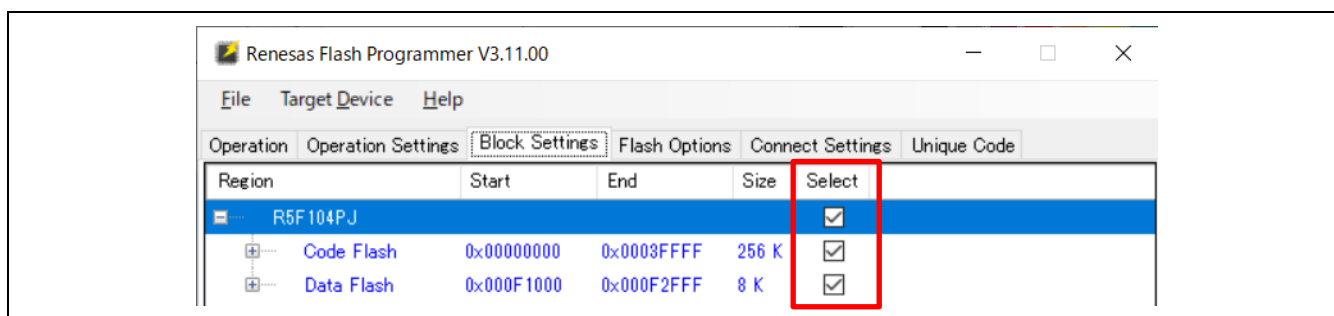 Renesas Flash Programmer V3.11.00
File Target Device Help
Operation Operation Settings Block Settings Flash Options Connect Settings Unique Code
Region Start End Size Select
R5F104PJ
Code Flash 0x00000000 0x0003FFFF 256 K
Data Flash 0x000F1000 0x000F2FFF 8 K